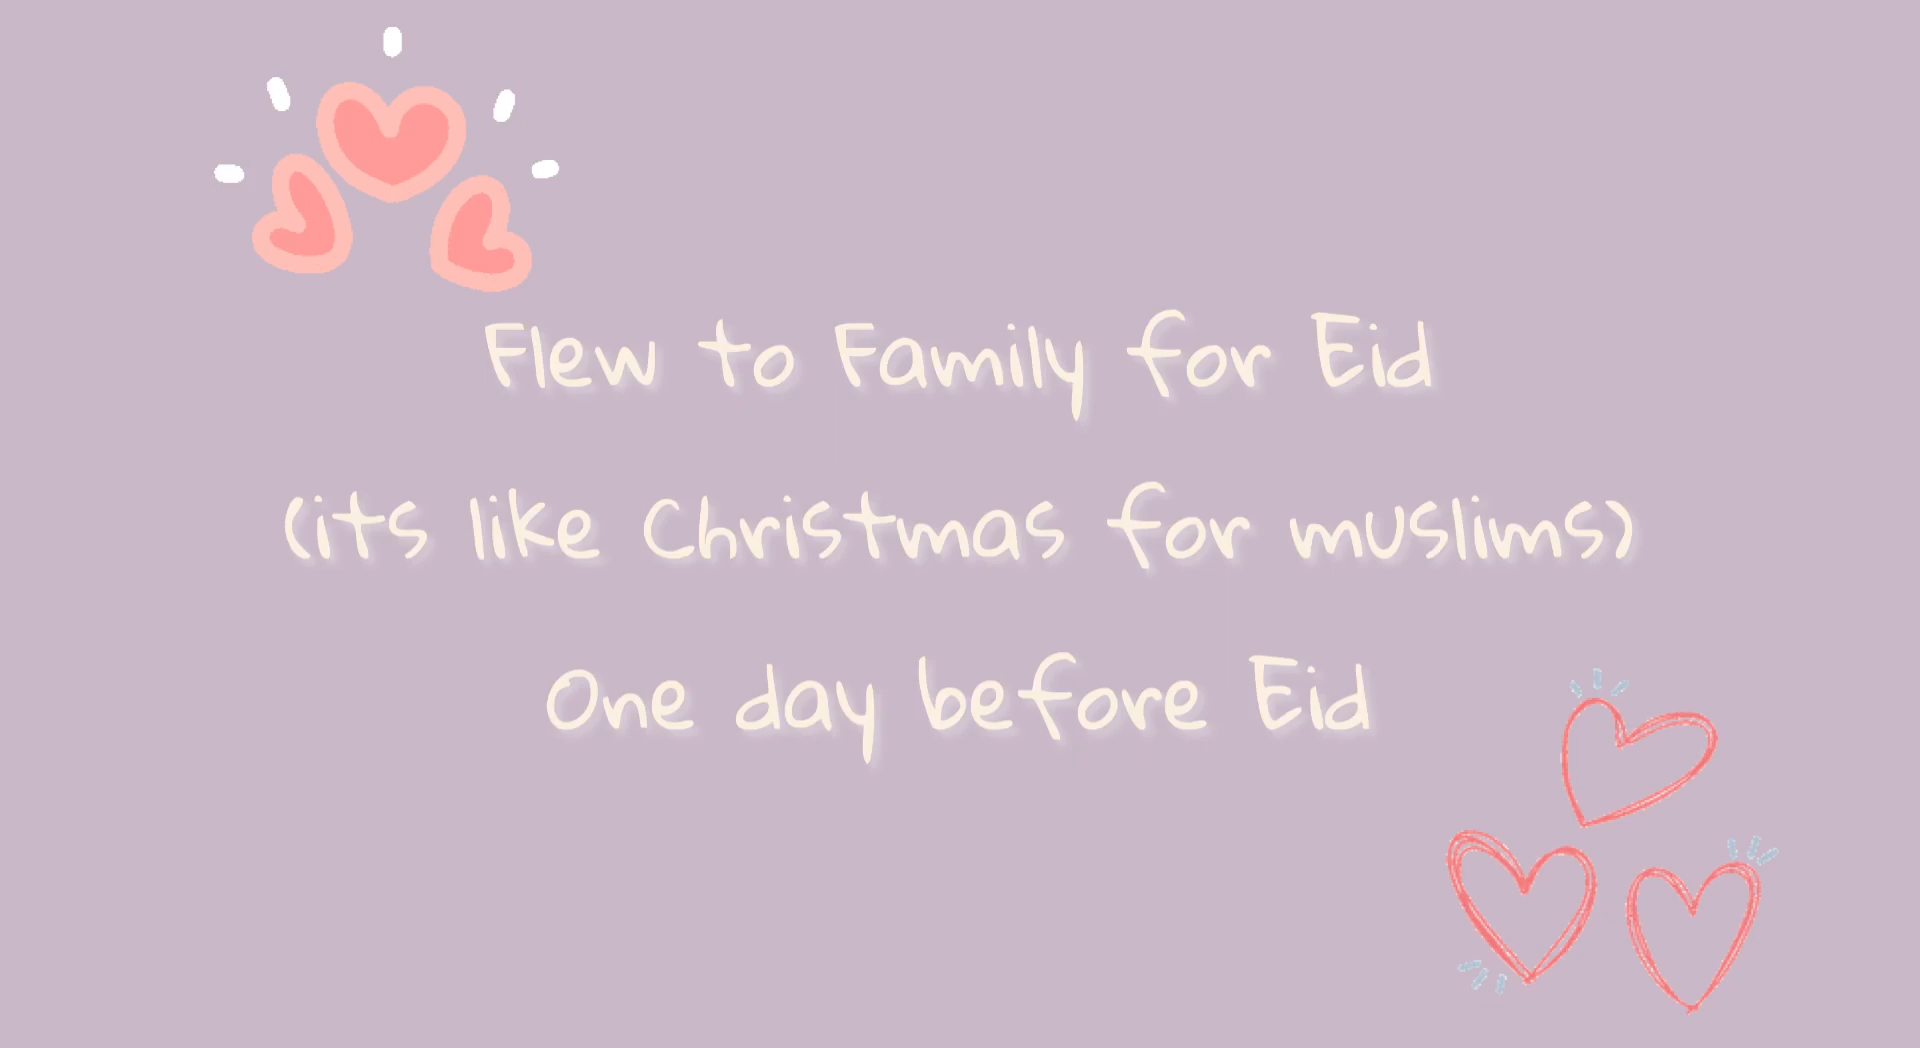 Flew to Family for Eid
(its like Christmas for muslims)
One day before Eid